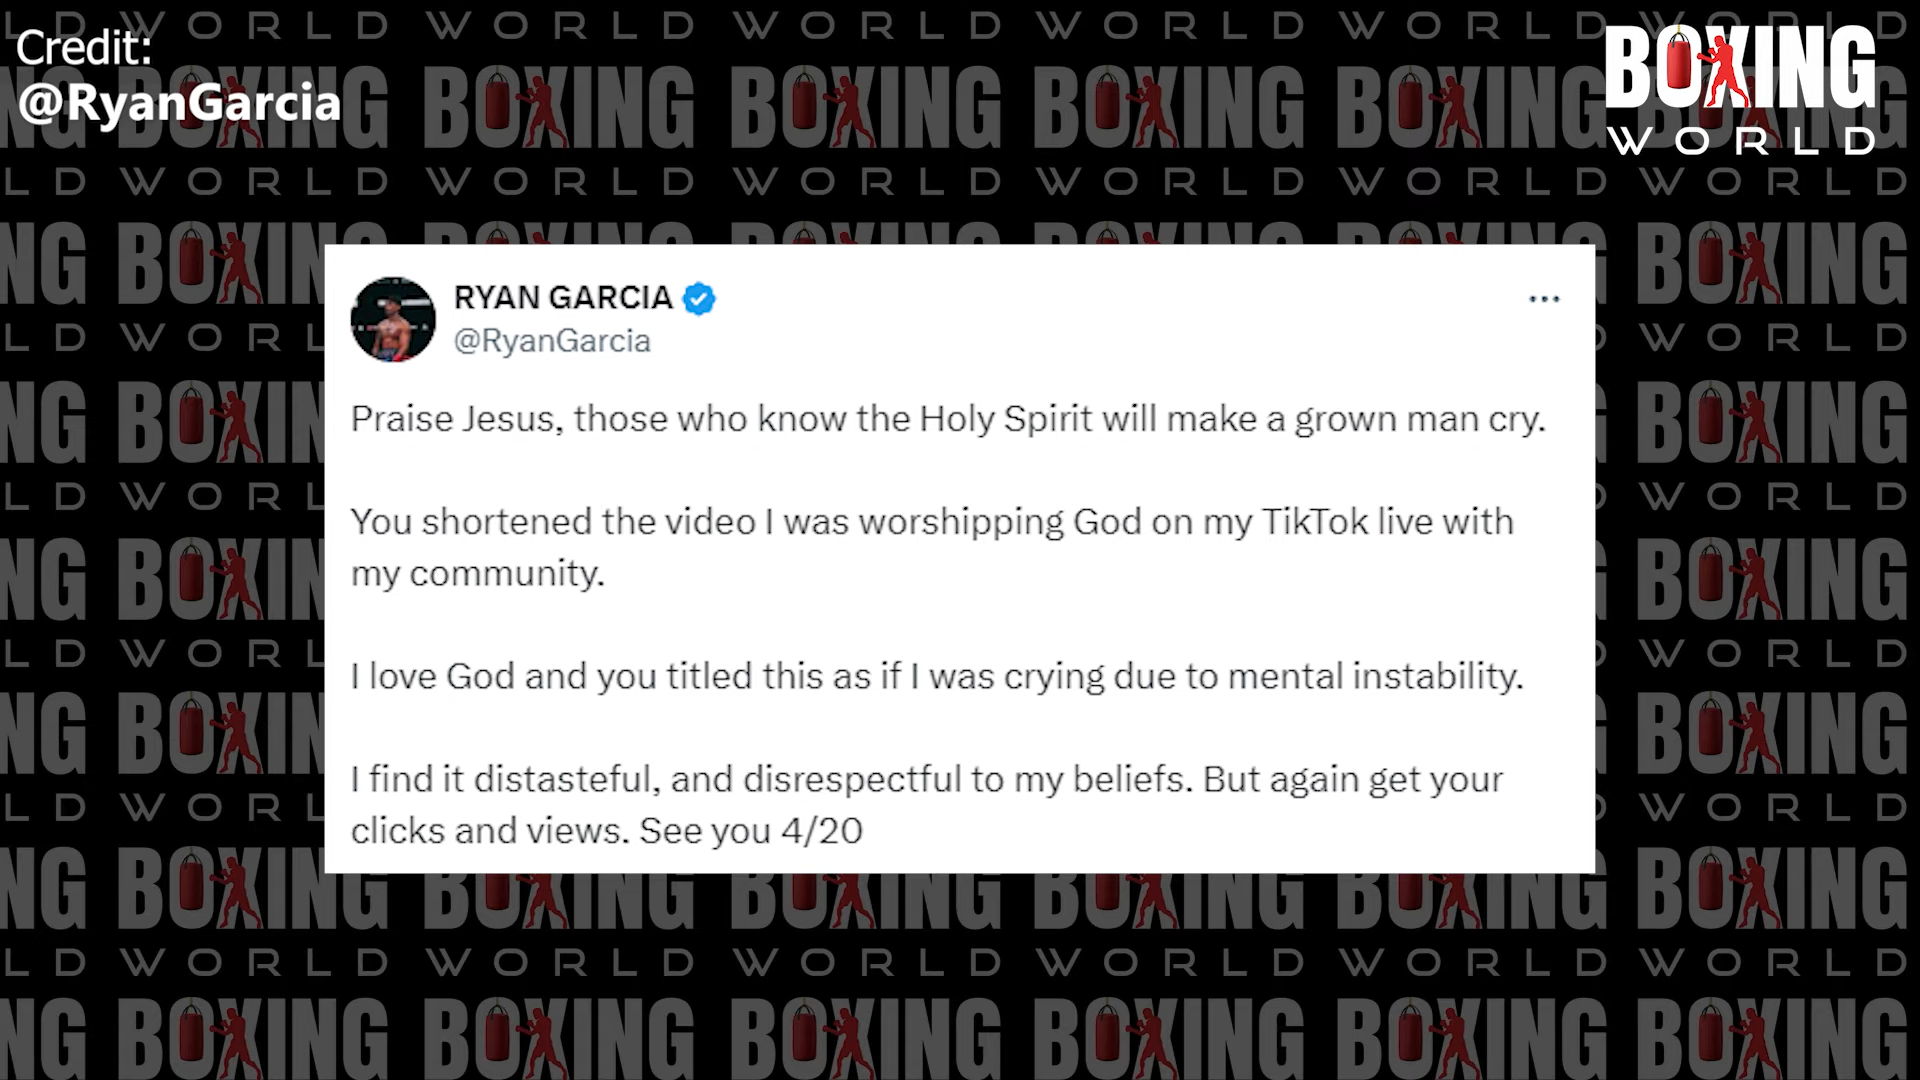 Credit:
@RyanGarcia
BOXING
WORLD
RYAN GARCIA
@RyanGarcia
Praise Jesus, those who know the Holy Spirit will make a grown man cry.
You shortened the video I was worshipping God on my TikTok live with
my community.
I love God and you titled this as if I was crying due to mental instability.
I find it distasteful, and disrespectful to my beliefs. But again get your
clicks and views. See you 4/20